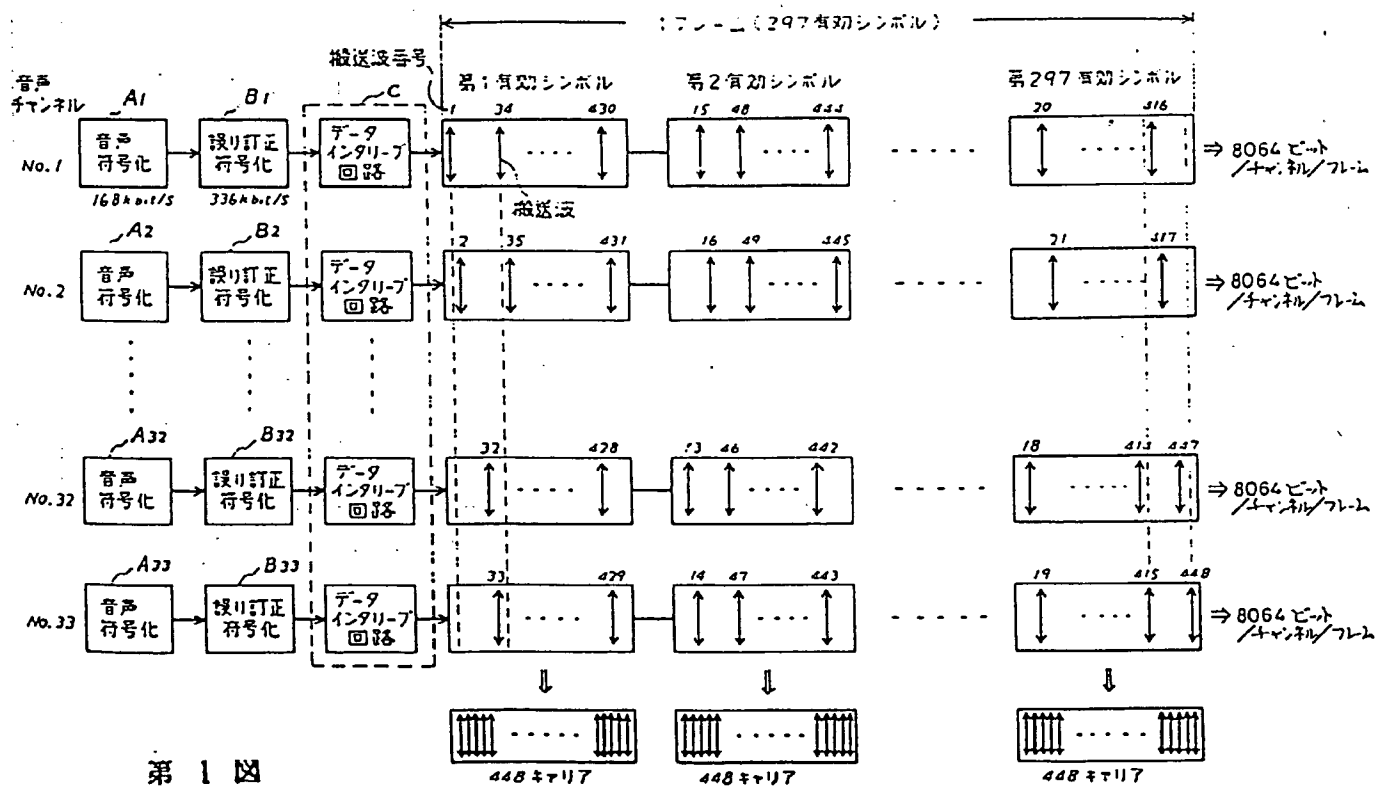 1フレーム(297有効シンボル)
搬送波番号
音声
チャンネル
第1有効シンボル
第2有効シンボル
第297有効シンボル
A1
B1
C
1
34
430
15
48
444
20
416
No.1
音声
符号化
誤り訂正
符号化
データ
インタリーブ
回路
⇒ 8064ビット
/チャンネル/フレーム
168kbit/s
336kbit/s
搬送波
A2
B2
2
35
431
16
49
445
21
417
No.2
音声
符号化
誤り訂正
符号化
データ
インタリーブ
回路
⇒ 8064ビット
/チャンネル/フレーム
A32
B32
32
428
13
46
442
18
414
447
No.32
音声
符号化
誤り訂正
符号化
データ
インタリーブ
回路
⇒ 8064ビット
/チャンネル/フレーム
A33
B33
33
429
14
47
443
19
415
448
No.33
音声
符号化
誤り訂正
符号化
データ
インタリーブ
回路
⇒ 8064ビット
/チャンネル/フレーム
448キャリア
448キャリア
448キャリア
第1図